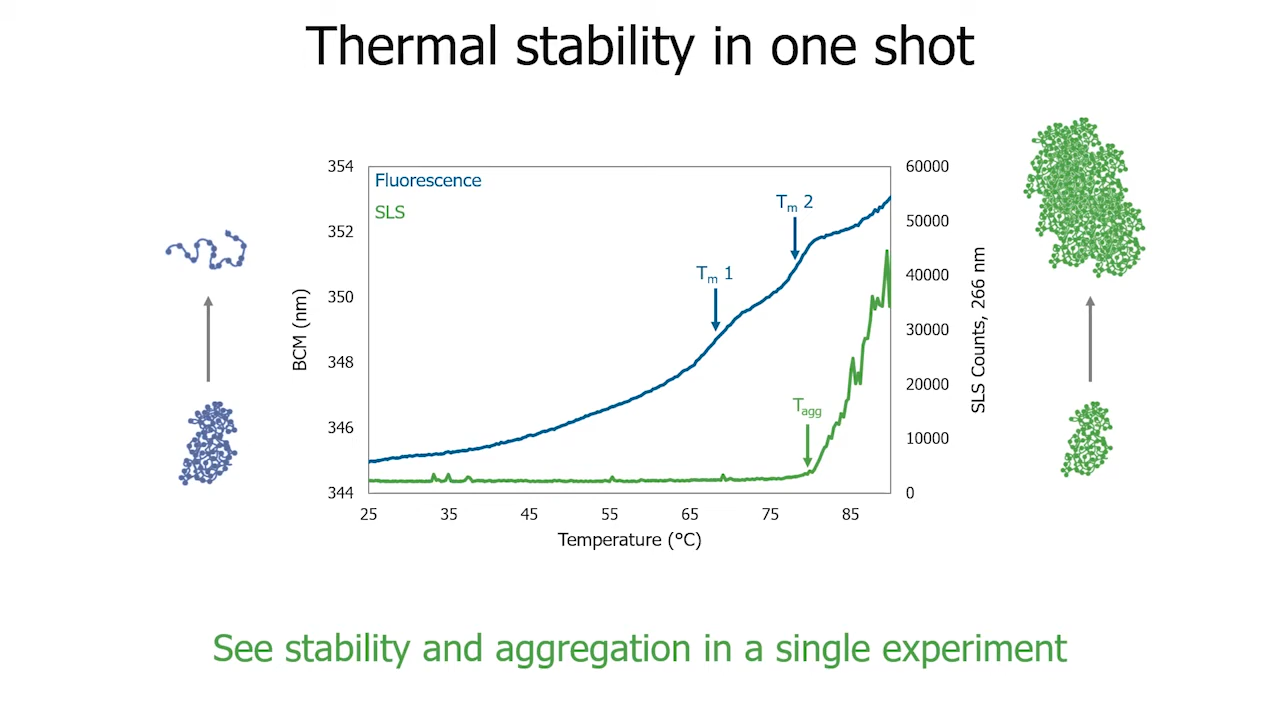 Thermal stability in one shot
Fluorescence
SLS
Tm 1
Tm 2
Tagg
BCM (nm)
354
352
350
348
346
344
60000
50000
40000
30000
20000
10000
0
SLS Counts, 266 nm
25 35 45 55 65 75 85
Temperature (°C)
See stability and aggregation in a single experiment